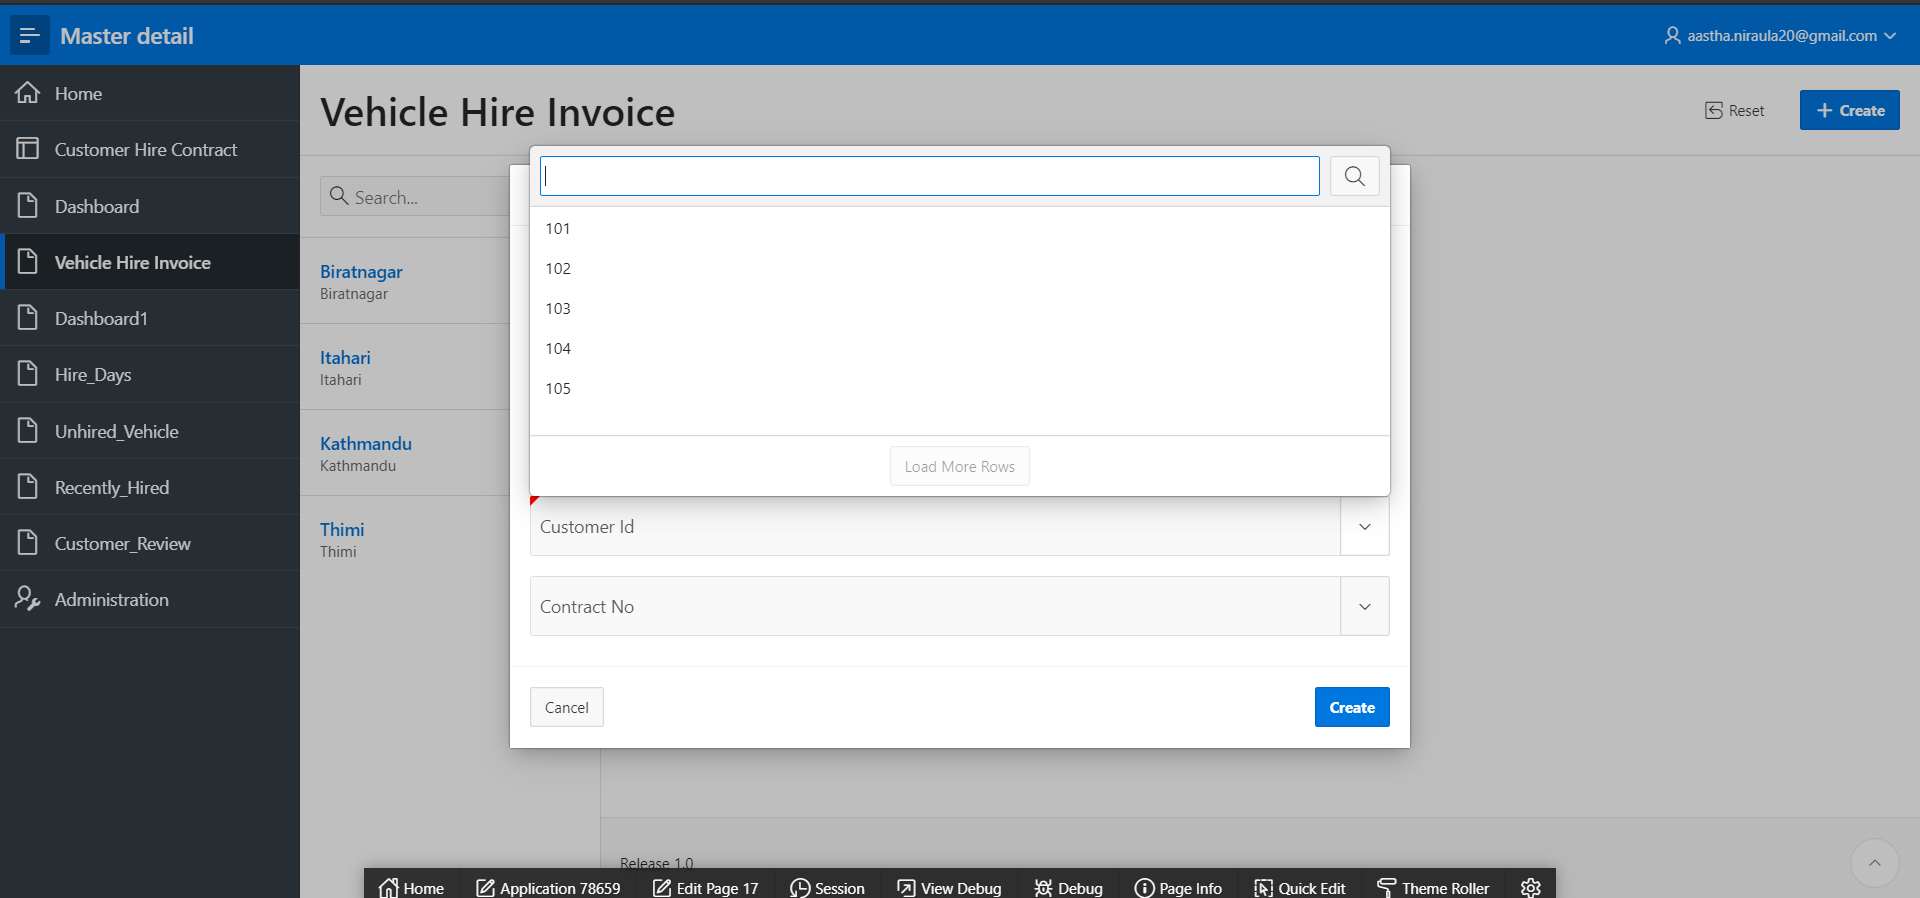 Master detail
aastha.niraula20@gmail.com
Home
Customer Hire Contract
Dashboard
Vehicle Hire Invoice
Dashboard1
Hire_Days
Unhired_Vehicle
Recently_Hired
Customer_Review
Administration
Vehicle Hire Invoice
Reset
Create
Search...
Biratnagar
Biratnagar
Itahari
Itahari
Kathmandu
Kathmandu
Thimi
Thimi
101
102
103
104
105
Load More Rows
Customer Id
Contract No
Cancel
Create
Release 1.0
Home
Application 78659
Edit Page 17
Session
View Debug
Debug
Page Info
Quick Edit
Theme Roller